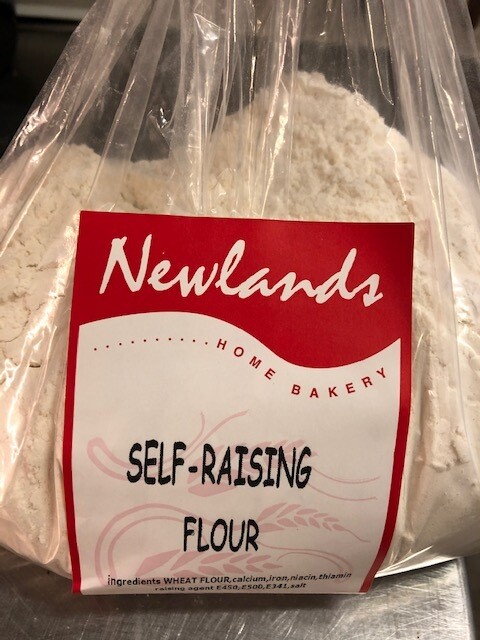 Newlands
..........HOME BAKERY
SELF-RAISING
FLOUR
ingredients WHEAT FLOUR,calcium,iron,niacin,thiamin
raising agent E450,E500,E341,salt